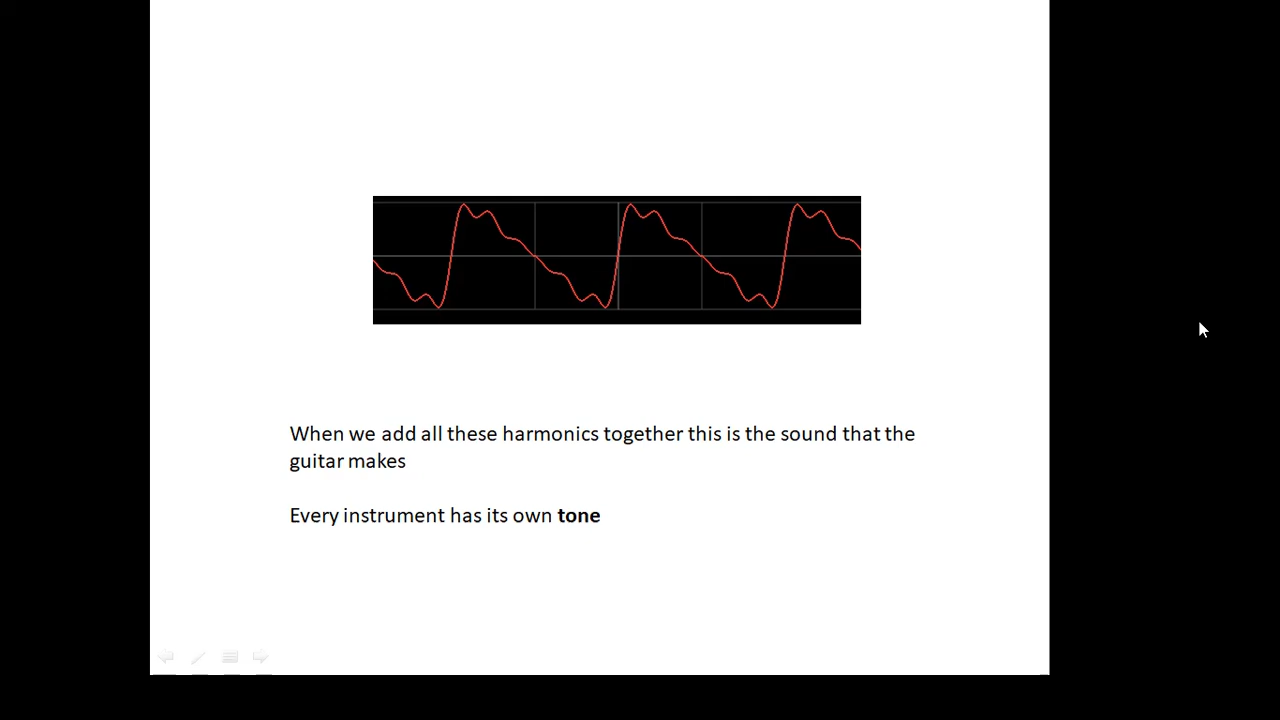 When we add all these harmonics together this is the sound that the
guitar makes
Every instrument has its own tone